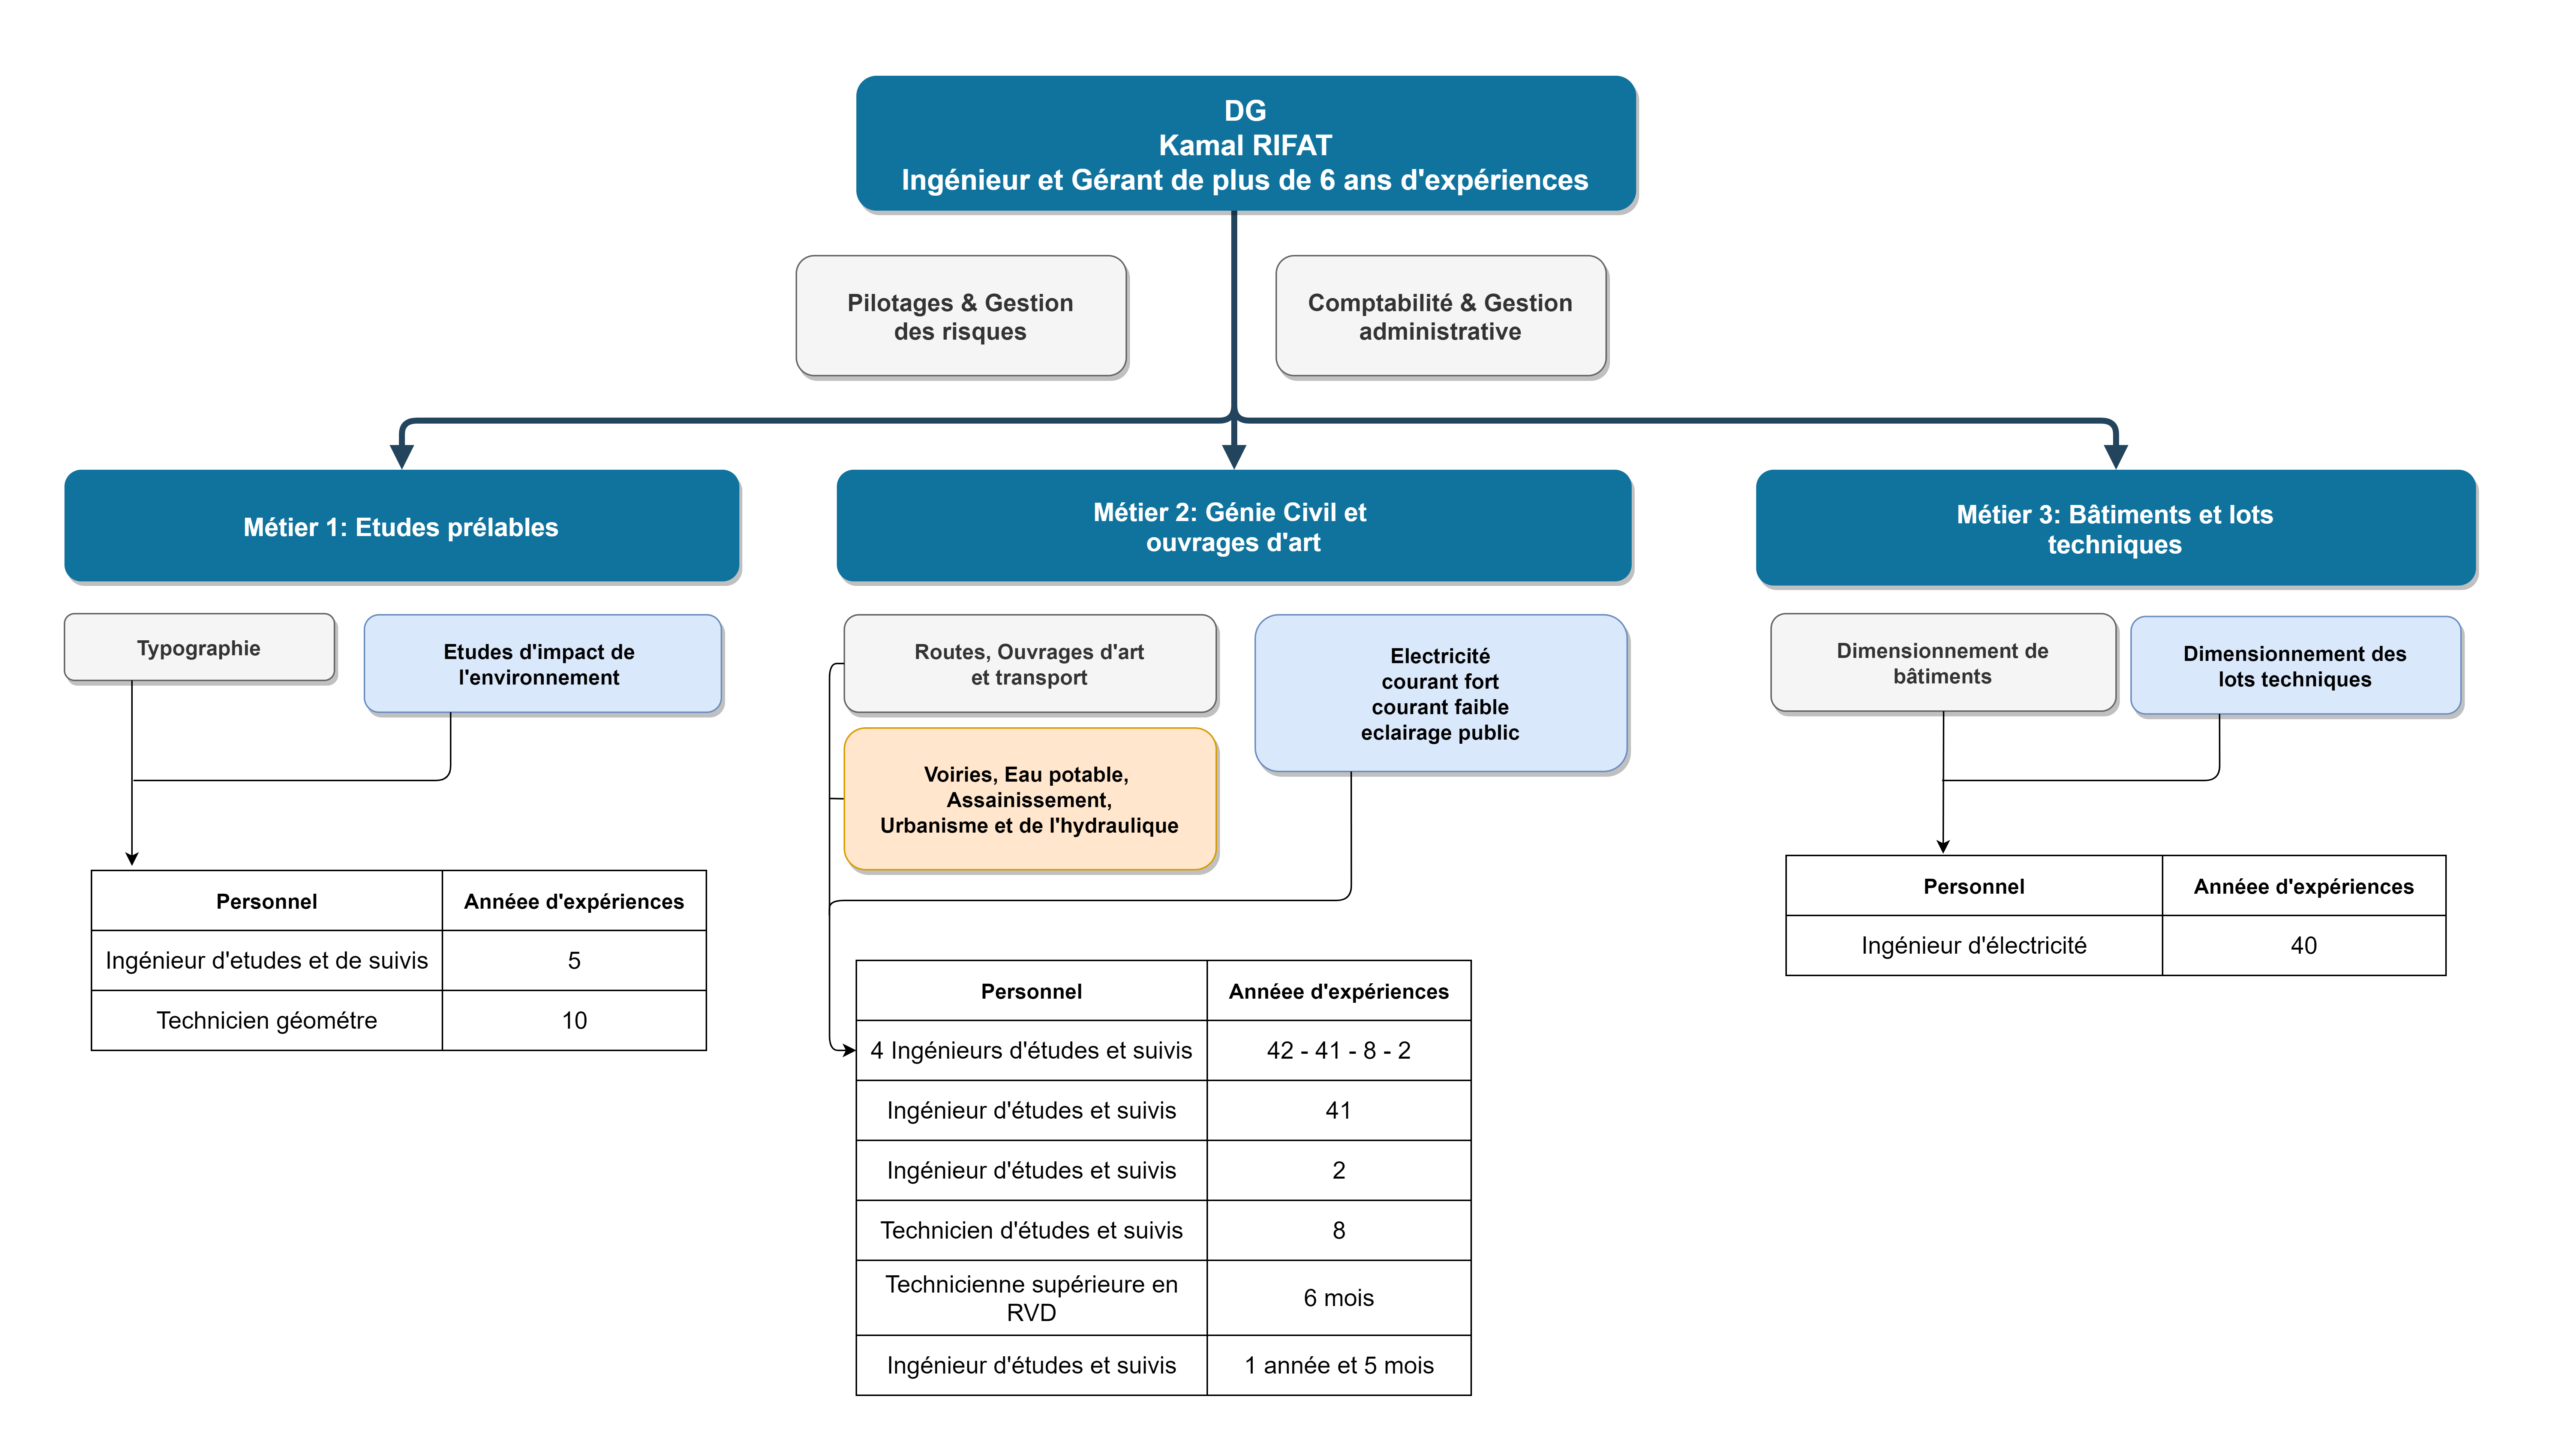 DG
Kamal RIFAT
Ingénieur et Gérant de plus de 6 ans d'expériences
Pilotages & Gestion
des risques
Comptabilité & Gestion
administrative
Métier 1: Etudes prélables
Métier 2: Génie Civil et
ouvrages d'art
Métier 3: Bâtiments et lots
techniques
Typographie
Etudes d'impact de
l'environnement
Routes, Ouvrages d'art
et transport
Electricité
courant fort
courant faible
eclairage public
Voiries, Eau potable,
Assainissement,
Urbanisme et de l'hydraulique
Dimensionnement de
bâtiments
Dimensionnement des
lots techniques
Personnel Annéee d'expériences
Ingénieur d'etudes et de suivis 5
Technicien géométre 10
Personnel Annéee d'expériences
4 Ingénieurs d'études et suivis 42 - 41 - 8 - 2
Ingénieur d'études et suivis 41
Ingénieur d'études et suivis 2
Technicien d'études et suivis 8
Technicienne supérieure en
RVD 6 mois
Ingénieur d'études et suivis 1 année et 5 mois
Personnel Annéee d'expériences
Ingénieur d'électricité 40